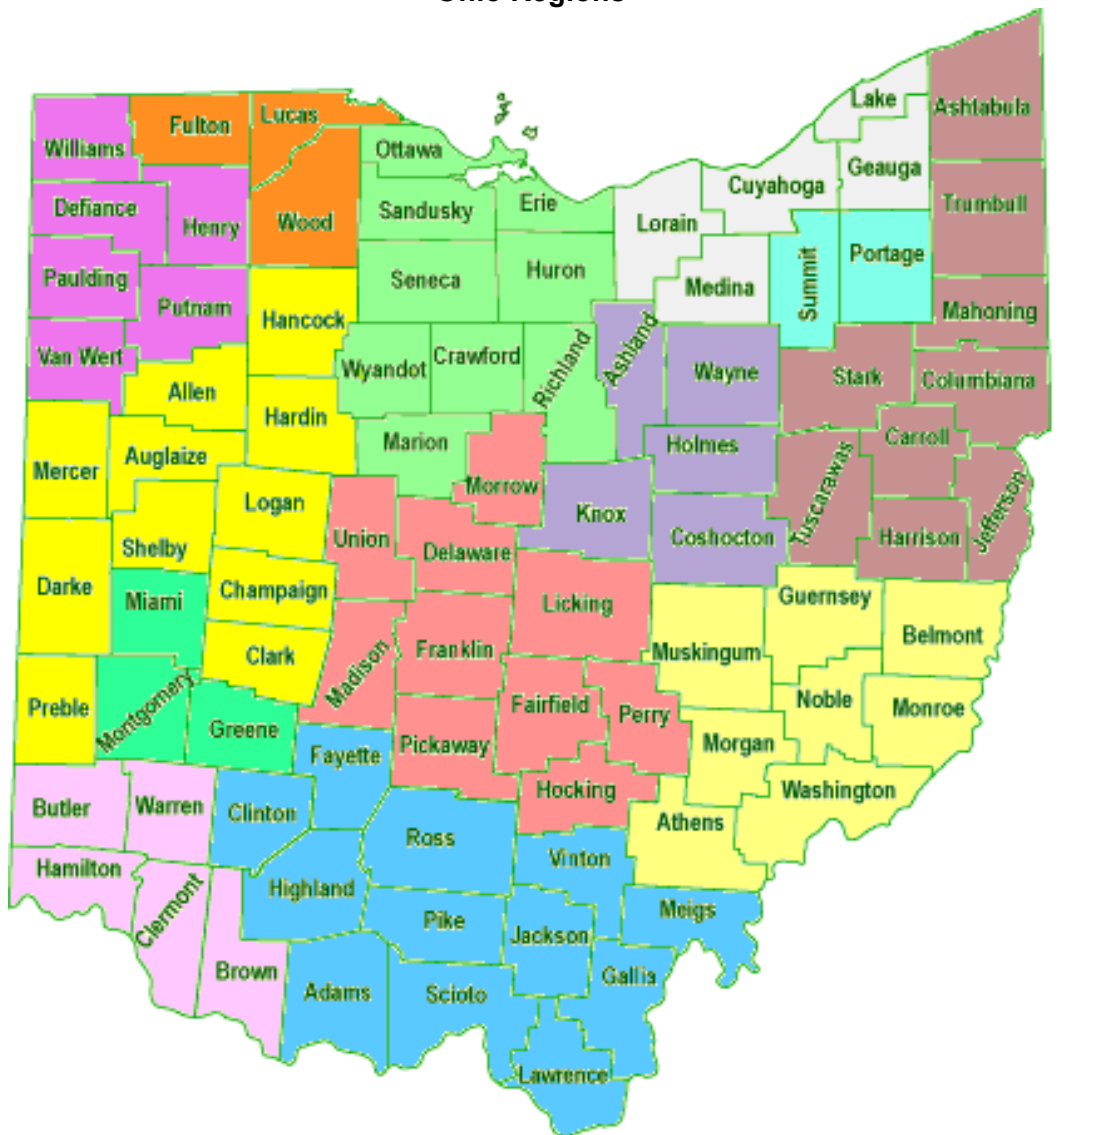 Ohio Regions
Lake
Ashtabula
Lucas
Fulton
Williams
Ottawa
Geauga
Cuyahoga
Defiance
Sandusky
Erie
Trumbull
Henry
Wood
Lorain
Portage
Paulding
Seneca
Huron
Medina
Summit
Putnam
Hancock
Mahoning
Van Wert
Wyandot
Crawford
Richland
Ashland
Wayne
Stark
Columbiana
Allen
Hardin
Marion
Holmes
Carroll
Mercer
Auglaize
Morrow
Tuscarawas
Jefferson
Logan
Knox
Union
Coshocton
Harrison
Shelby
Delaware
Darke
Champaign
Miami
Licking
Guernsey
Belmont
Clark
Madison
Franklin
Muskingum
Preble
Montgomery
Fairfield
Perry
Noble
Monroe
Greene
Pickaway
Morgan
Fayette
Hocking
Washington
Butler
Warren
Clinton
Ross
Athens
Vinton
Hamilton
Clermont
Highland
Pike
Jackson
Meigs
Brown
Adams
Scioto
Gallia
Lawrence